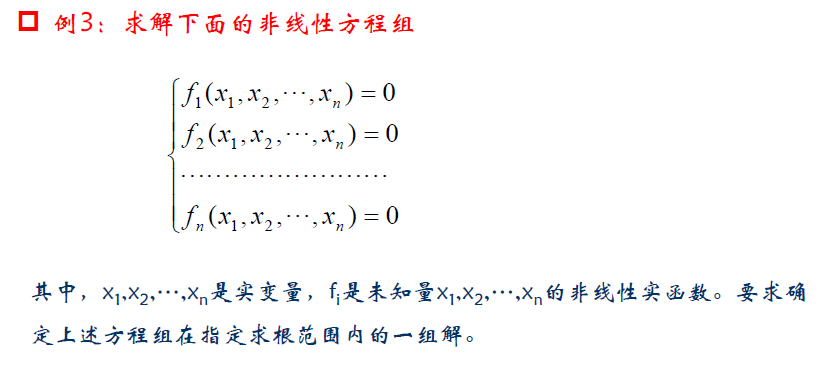 例3：求解下面的非线性方程组
f₁(x₁,x₂,⋯,xₙ)=0
f₂(x₁,x₂,⋯,xₙ)=0
⋯⋯⋯⋯⋯⋯⋯⋯
fₙ(x₁,x₂,⋯,xₙ)=0
其中，x₁,x₂,⋯,xₙ是实变量，fᵢ是未知量x₁,x₂,⋯,xₙ的非线性实函数。要求确
定上述方程组在指定求根范围内的一组解。